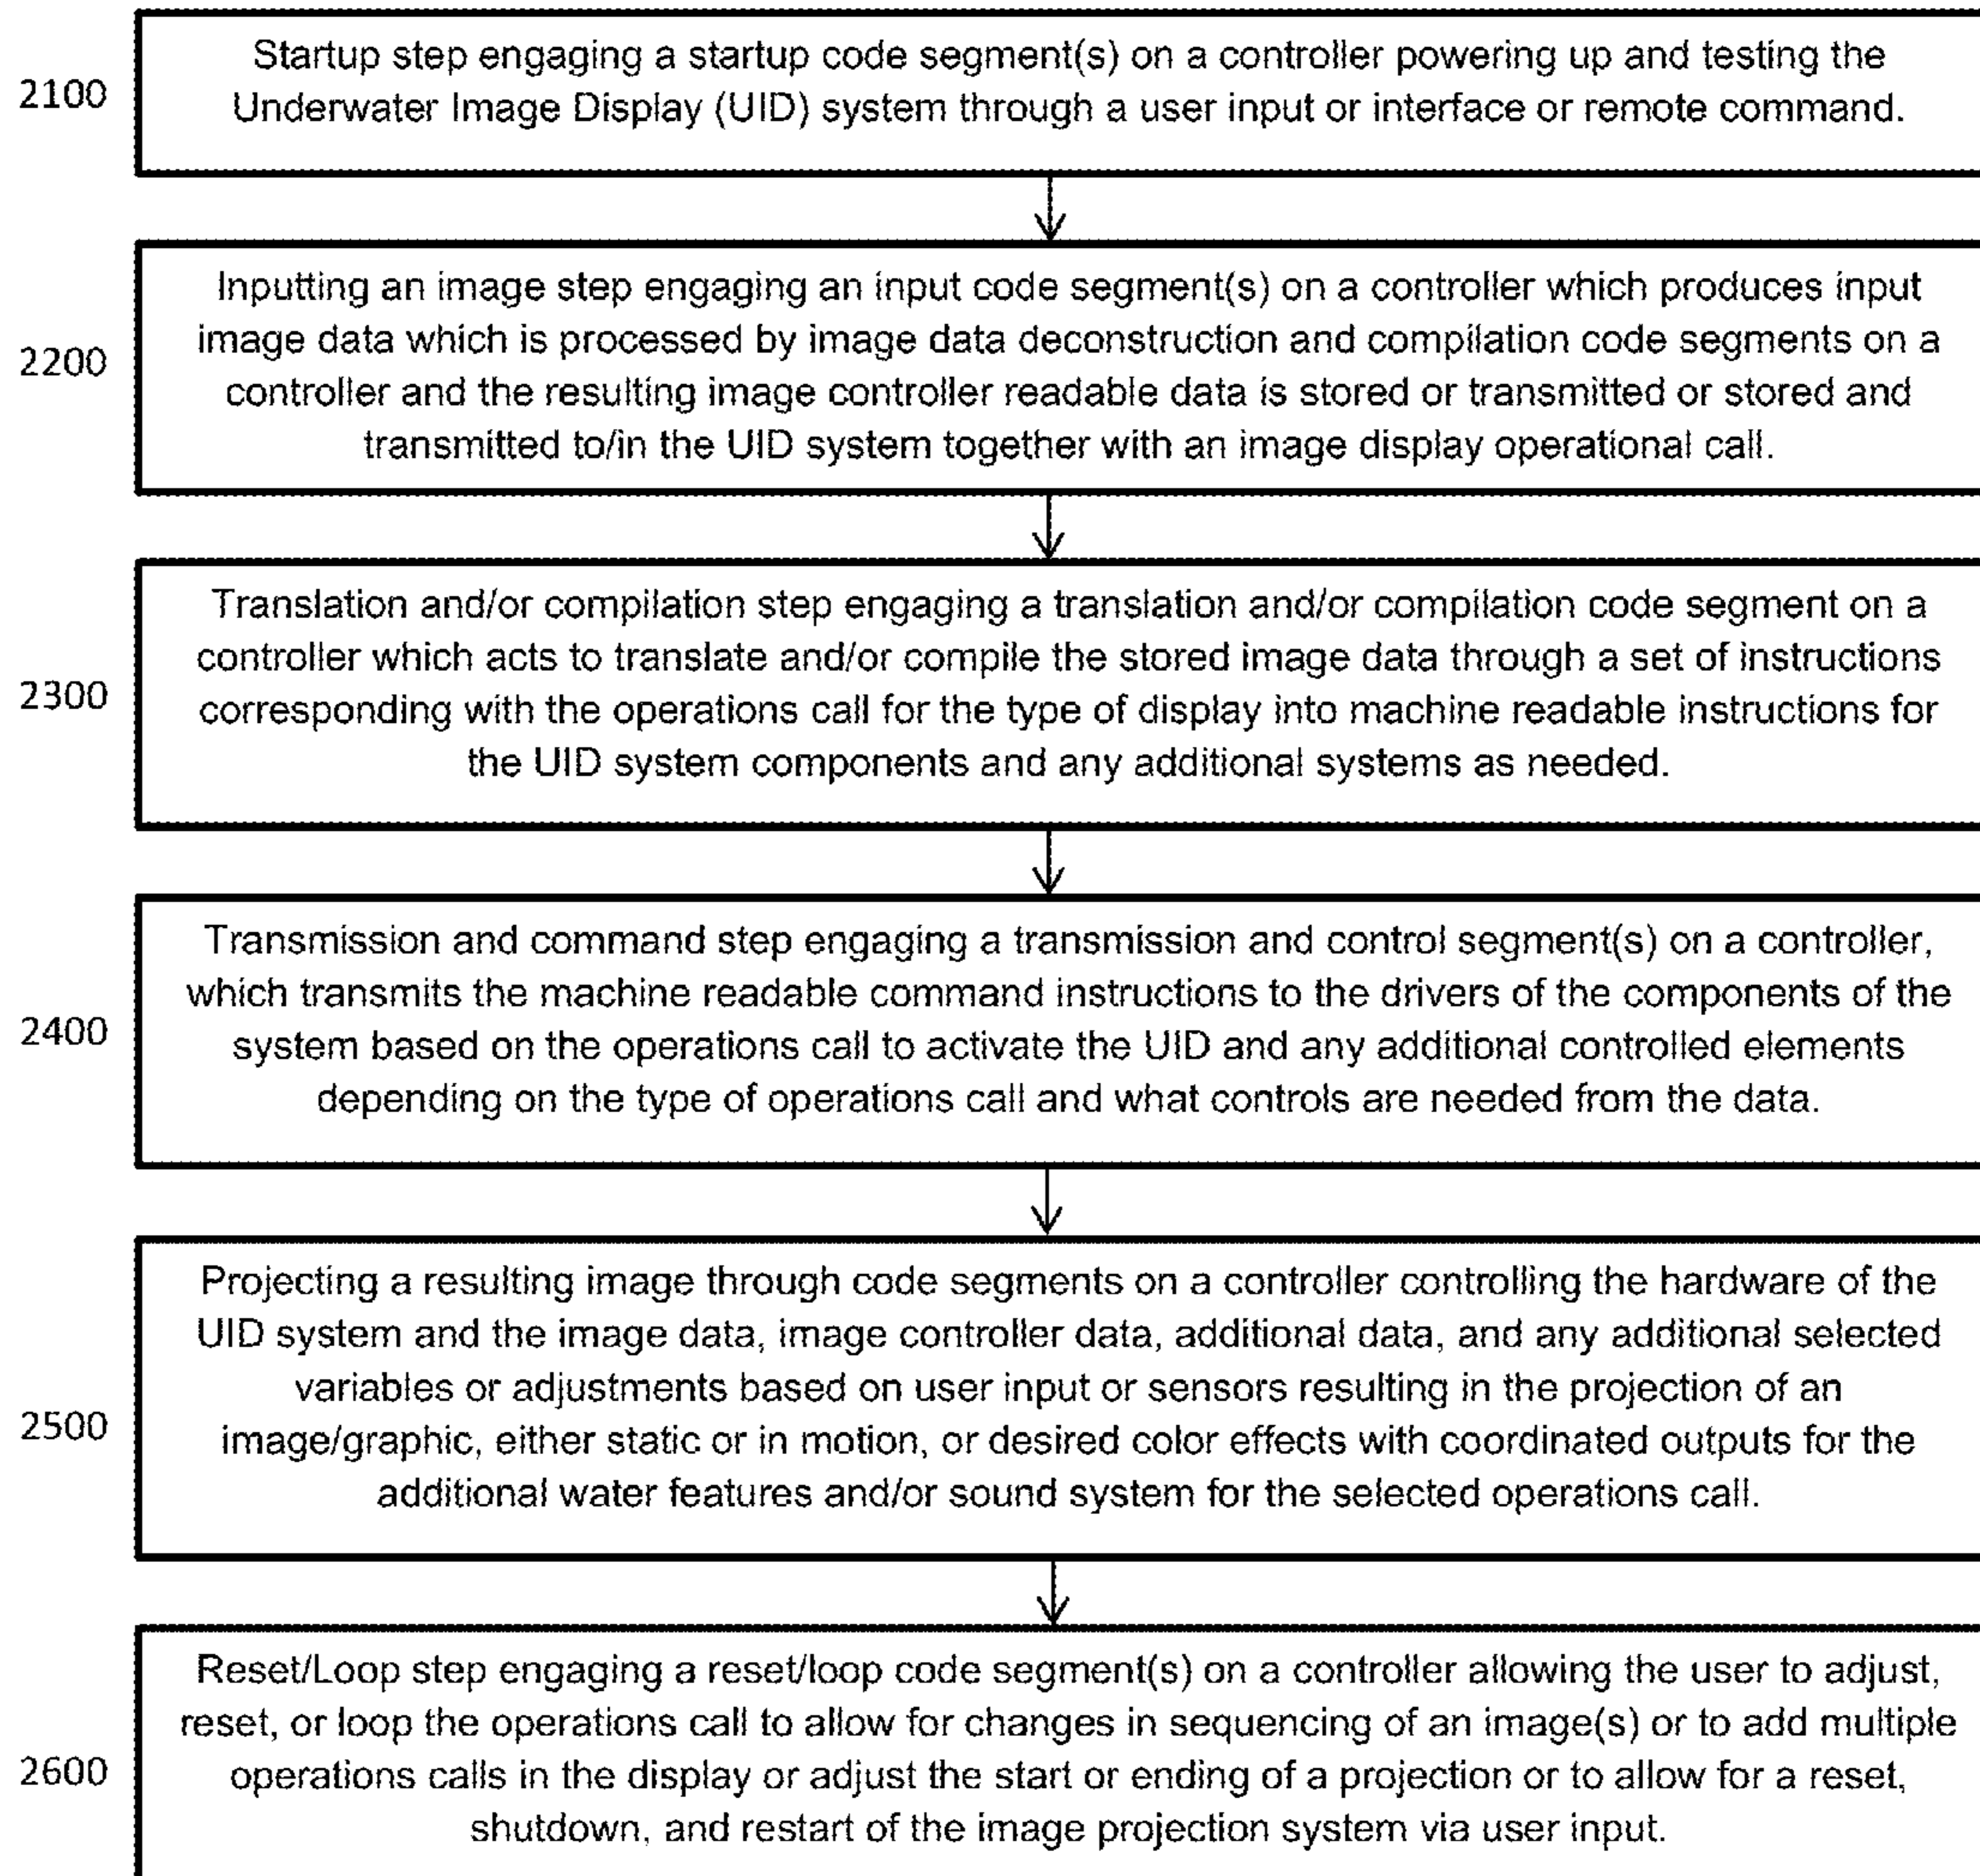 2100
Startup step engaging a startup code segment(s) on a controller powering up and testing the
Underwater Image Display (UID) system through a user input or interface or remote command.
2200
Inputting an image step engaging an input code segment(s) on a controller which produces input
image data which is processed by image data deconstruction and compilation code segments on a
controller and the resulting image controller readable data is stored or transmitted or stored and
transmitted to/in the UID system together with an image display operational call.
2300
Translation and/or compilation step engaging a translation and/or compilation code segment on a
controller which acts to translate and/or compile the stored image data through a set of instructions
corresponding with the operations call for the type of display into machine readable instructions for
the UID system components and any additional systems as needed.
2400
Transmission and command step engaging a transmission and control segment(s) on a controller,
which transmits the machine readable command instructions to the drivers of the components of the
system based on the operations call to activate the UID and any additional controlled elements
depending on the type of operations call and what controls are needed from the data.
2500
Projecting a resulting image through code segments on a controller controlling the hardware of the
UID system and the image data, image controller data, additional data, and any additional selected
variables or adjustments based on user input or sensors resulting in the projection of an
image/graphic, either static or in motion, or desired color effects with coordinated outputs for the
additional water features and/or sound system for the selected operations call.
2600
Reset/Loop step engaging a reset/loop code segment(s) on a controller allowing the user to adjust,
reset, or loop the operations call to allow for changes in sequencing of an image(s) or to add multiple
operations calls in the display or adjust the start or ending of a projection or to allow for a reset,
shutdown, and restart of the image projection system via user input.